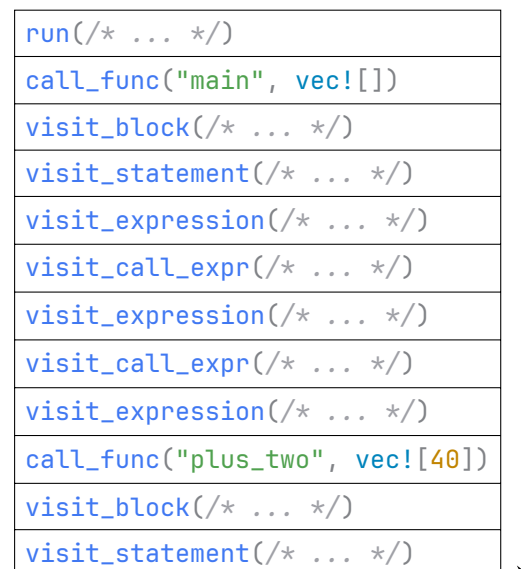 run(/* ... */)
call_func("main", vec![])
visit_block(/* ... */)
visit_statement(/* ... */)
visit_expression(/* ... */)
visit_call_expr(/* ... */)
visit_expression(/* ... */)
visit_call_expr(/* ... */)
visit_expression(/* ... */)
call_func("plus_two", vec![40])
visit_block(/* ... */)
visit_statement(/* ... */)